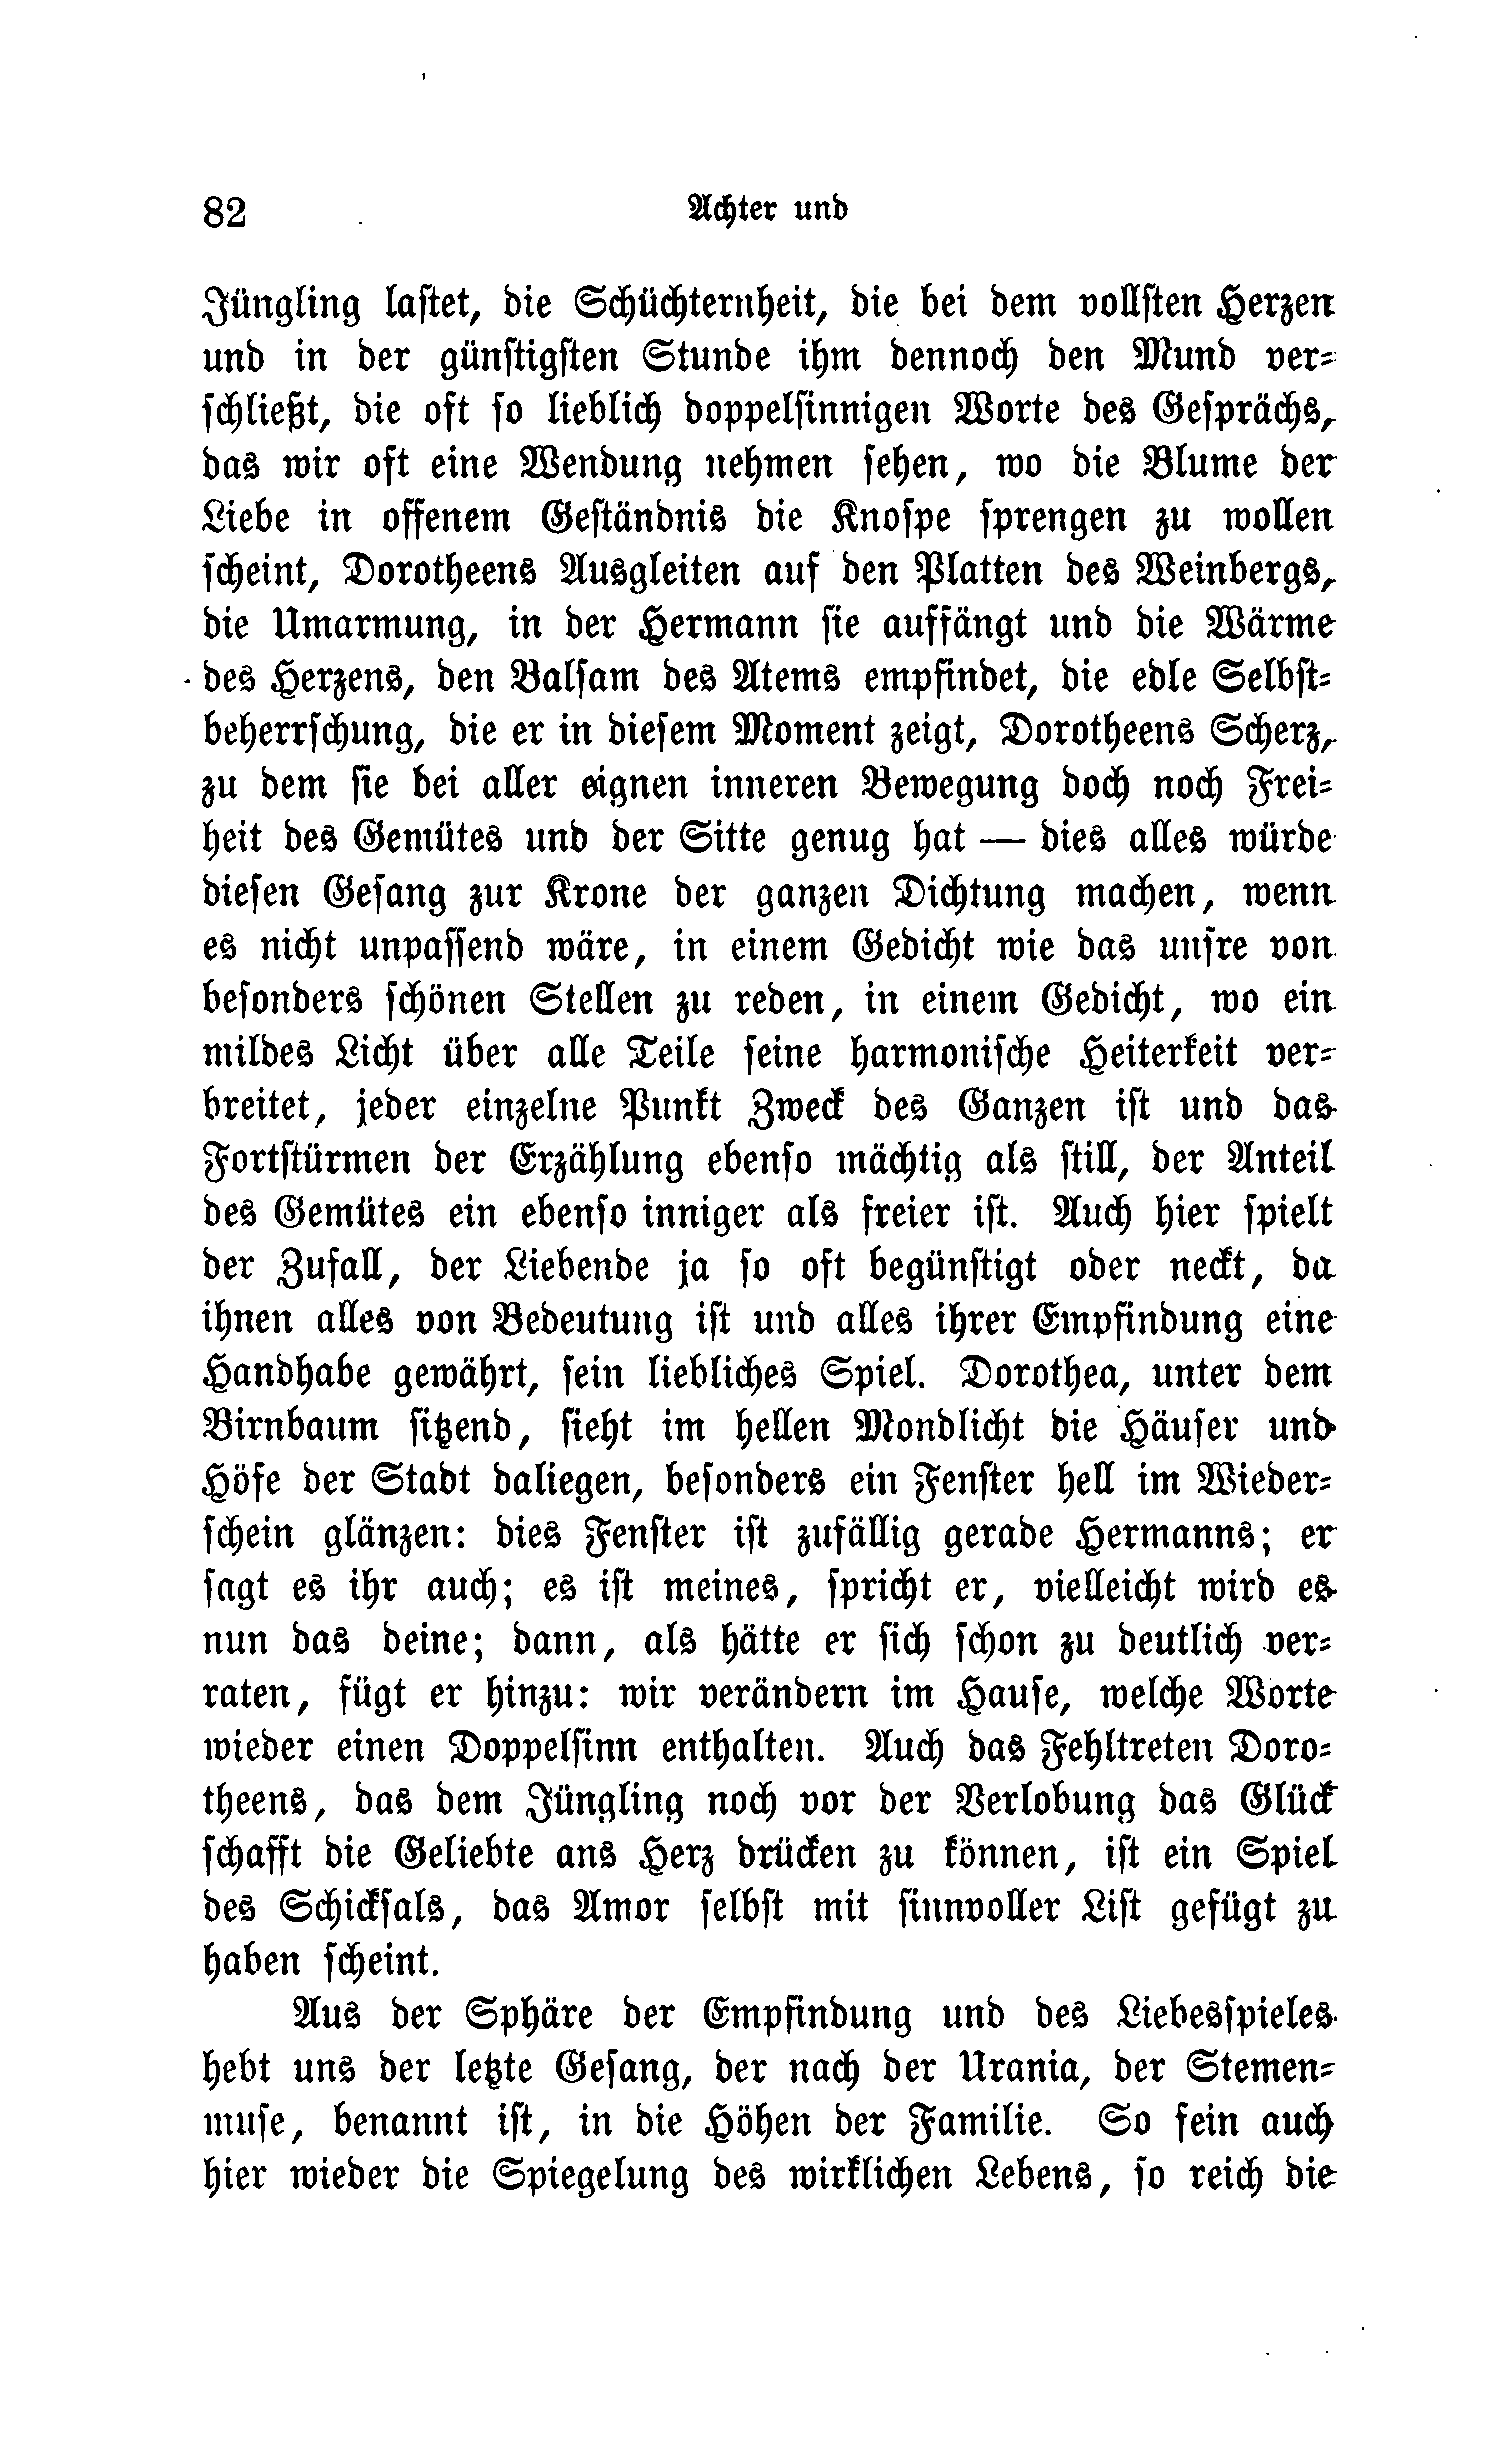 82 Achter und
Jüngling laſtet, die Schüchternheit, die bei dem vollſten Herzen
und in der günſtigſten Stunde ihm dennoch den Mund ver⸗
ſchließt, die oft ſo lieblich doppelſinnigen Worte des Geſprächs,
das wir oft eine Wendung nehmen ſehen, wo die Blume der
Liebe in offenem Geſtändnis die Knoſpe ſprengen zu wollen
ſcheint, Dorotheens Ausgleiten auf den Platten des Weinbergs,
die Umarmung, in der Hermann ſie auffängt und die Wärme
des Herzens, den Balſam des Atems empfindet, die edle Selbſt⸗
beherrſchung, die er in dieſem Moment zeigt, Dorotheens Scherz,
zu dem ſie bei aller eignen inneren Bewegung doch noch Frei⸗
heit des Gemütes und der Sitte genug hat — dies alles würde
dieſen Geſang zur Krone der ganzen Dichtung machen, wenn
es nicht unpaſſend wäre, in einem Gedicht wie das unſre von
beſonders ſchönen Stellen zu reden, in einem Gedicht, wo ein
mildes Licht über alle Teile ſeine harmoniſche Heiterkeit ver⸗
breitet, jeder einzelne Punkt Zweck des Ganzen iſt und das
Fortſtürmen der Erzählung ebenſo mächtig als ſtill, der Anteil
des Gemütes ein ebenſo inniger als freier iſt. Auch hier ſpielt
der Zufall, der Liebende ja ſo oft begünſtigt oder neckt, da
ihnen alles von Bedeutung iſt und alles ihrer Empfindung eine
Handhabe gewährt, ſein liebliches Spiel. Dorothea, unter dem
Birnbaum ſitzend, ſieht im hellen Mondlicht die Häuſer und
Höfe der Stadt daliegen, beſonders ein Fenſter hell im Wieder⸗
ſchein glänzen: dies Fenſter iſt zufällig gerade Hermanns; er
ſagt es ihr auch; es iſt meines, ſpricht er, vielleicht wird es
nun das deine; dann, als hätte er ſich ſchon zu deutlich ver⸗
raten, fügt er hinzu: wir verändern im Hauſe, welche Worte
wieder einen Doppelſinn enthalten. Auch das Fehltreten Doro⸗
theens, das dem Jüngling noch vor der Verlobung das Glück
ſchafft die Geliebte ans Herz drücken zu können, iſt ein Spiel
des Schickſals, das Amor ſelbſt mit ſinnvoller Liſt gefügt zu
haben ſcheint.
Aus der Sphäre der Empfindung und des Liebesſpieles
hebt uns der letzte Geſang, der nach der Urania, der Stemen⸗
muſe, benannt iſt, in die Höhen der Familie. So fein auch
hier wieder die Spiegelung des wirklichen Lebens, ſo reich die